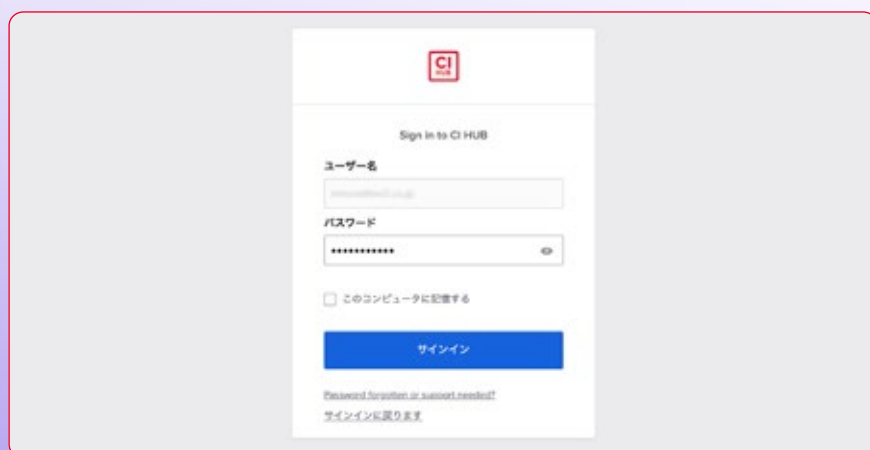 CI
HUB
Sign in to CI HUB
ユーザー名
パスワード
•••••••••••
このコンピュータに記憶する
サインイン
Password forgotten or support needed?
サインインに戻ります